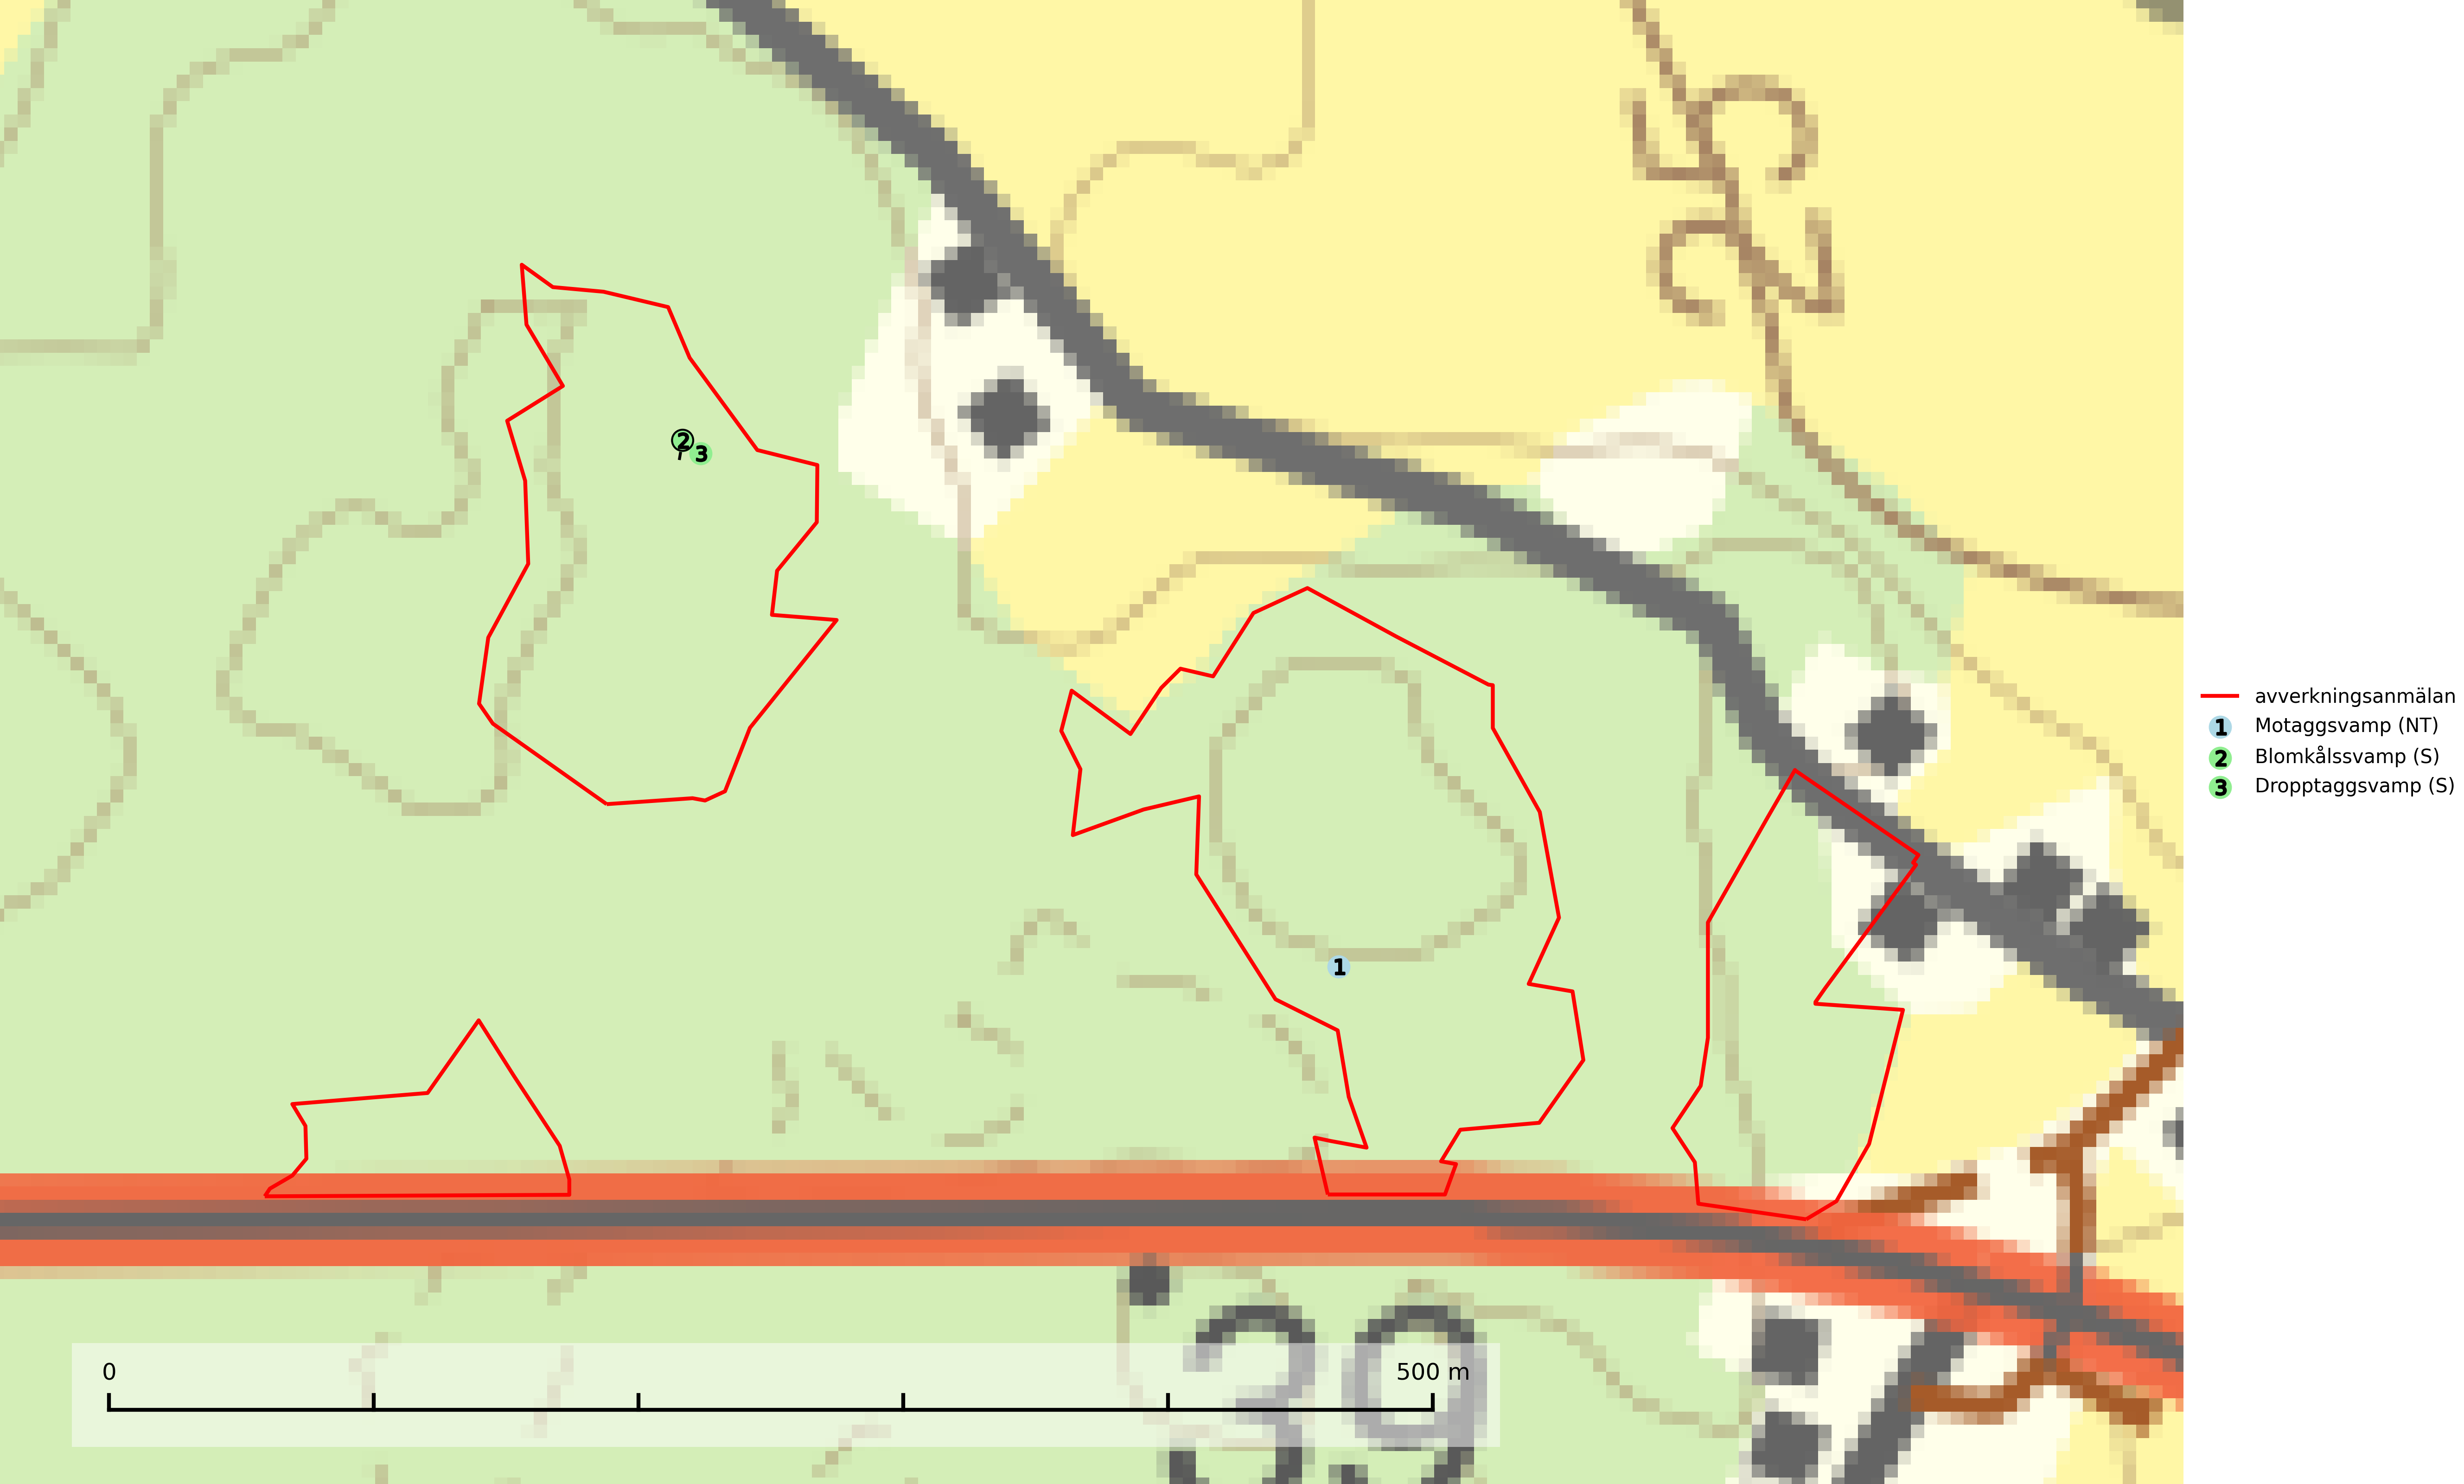 2
3
1
avverkningsanmälan
1 Motaggsvamp (NT)
2 Blomkålssvamp (S)
3 Dropptaggsvamp (S)
0 500 m
39